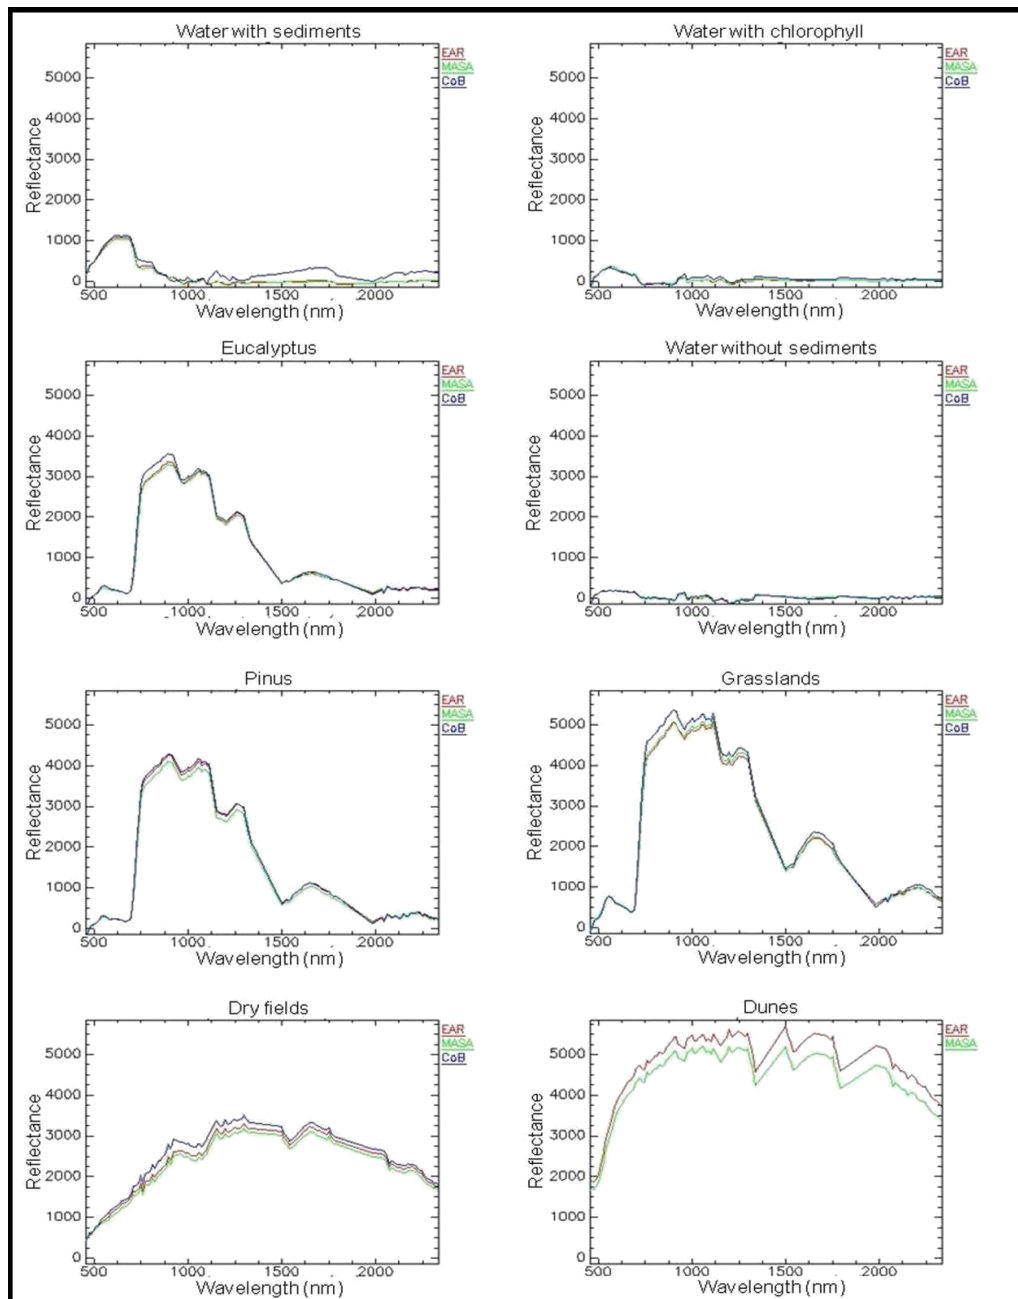 Water with sediments
EAR
MASA
CoB
5000
4000
3000
2000
1000
0
Reflectance
500 1000 1500 2000
Wavelength (nm)
Water with chlorophyll
EAR
MASA
CoB
5000
4000
3000
2000
1000
0
Reflectance
500 1000 1500 2000
Wavelength (nm)
Eucalyptus
EAR
MASA
CoB
5000
4000
3000
2000
1000
0
Reflectance
500 1000 1500 2000
Wavelength (nm)
Water without sediments
EAR
MASA
CoB
5000
4000
3000
2000
1000
0
Reflectance
500 1000 1500 2000
Wavelength (nm)
Pinus
EAR
MASA
CoB
5000
4000
3000
2000
1000
0
Reflectance
500 1000 1500 2000
Wavelength (nm)
Grasslands
EAR
MASA
CoB
5000
4000
3000
2000
1000
0
Reflectance
500 1000 1500 2000
Wavelength (nm)
Dry fields
EAR
MASA
CoB
5000
4000
3000
2000
1000
0
Reflectance
500 1000 1500 2000
Wavelength (nm)
Dunes
EAR
MASA
5000
4000
3000
2000
1000
0
Reflectance
500 1000 1500 2000
Wavelength (nm)